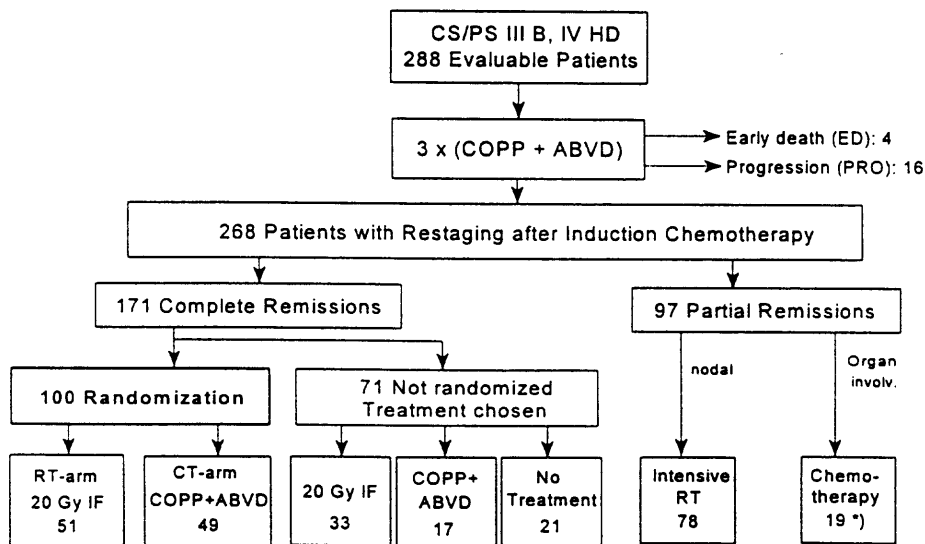 CS/PS III B, IV HD
288 Evaluable Patients
3 x (COPP + ABVD)
Early death (ED): 4
Progression (PRO): 16
268 Patients with Restaging after Induction Chemotherapy
171 Complete Remissions
97 Partial Remissions
nodal
Organ
involv.
100 Randomization
71 Not randomized
Treatment chosen
RT-arm
20 Gy IF
51
CT-arm
COPP+ABVD
49
20 Gy IF
33
COPP+
ABVD
17
No
Treatment
21
Intensive
RT
78
Chemo-
therapy
19 *)